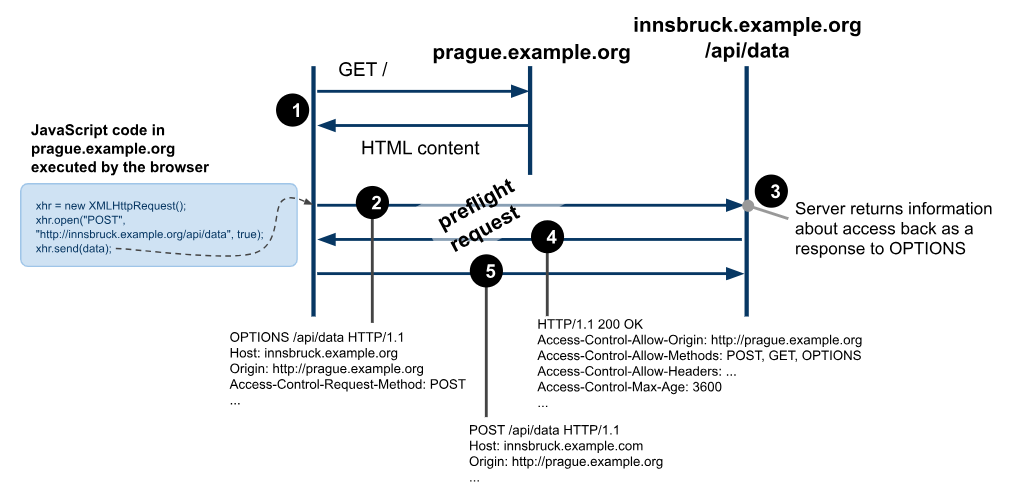 innsbruck.example.org
/api/data
prague.example.org
GET /
1
HTML content
JavaScript code in
prague.example.org
executed by the browser
xhr = new XMLHttpRequest();
xhr.open("POST",
"http://innsbruck.example.org/api/data", true);
xhr.send(data);
2
preflight
request
3
Server returns information
about access back as a
response to OPTIONS
4
5
OPTIONS /api/data HTTP/1.1
Host: innsbruck.example.org
Origin: http://prague.example.org
Access-Control-Request-Method: POST
...
HTTP/1.1 200 OK
Access-Control-Allow-Origin: http://prague.example.org
Access-Control-Allow-Methods: POST, GET, OPTIONS
Access-Control-Allow-Headers: ...
Access-Control-Max-Age: 3600
...
POST /api/data HTTP/1.1
Host: innsbruck.example.com
Origin: http://prague.example.org
...